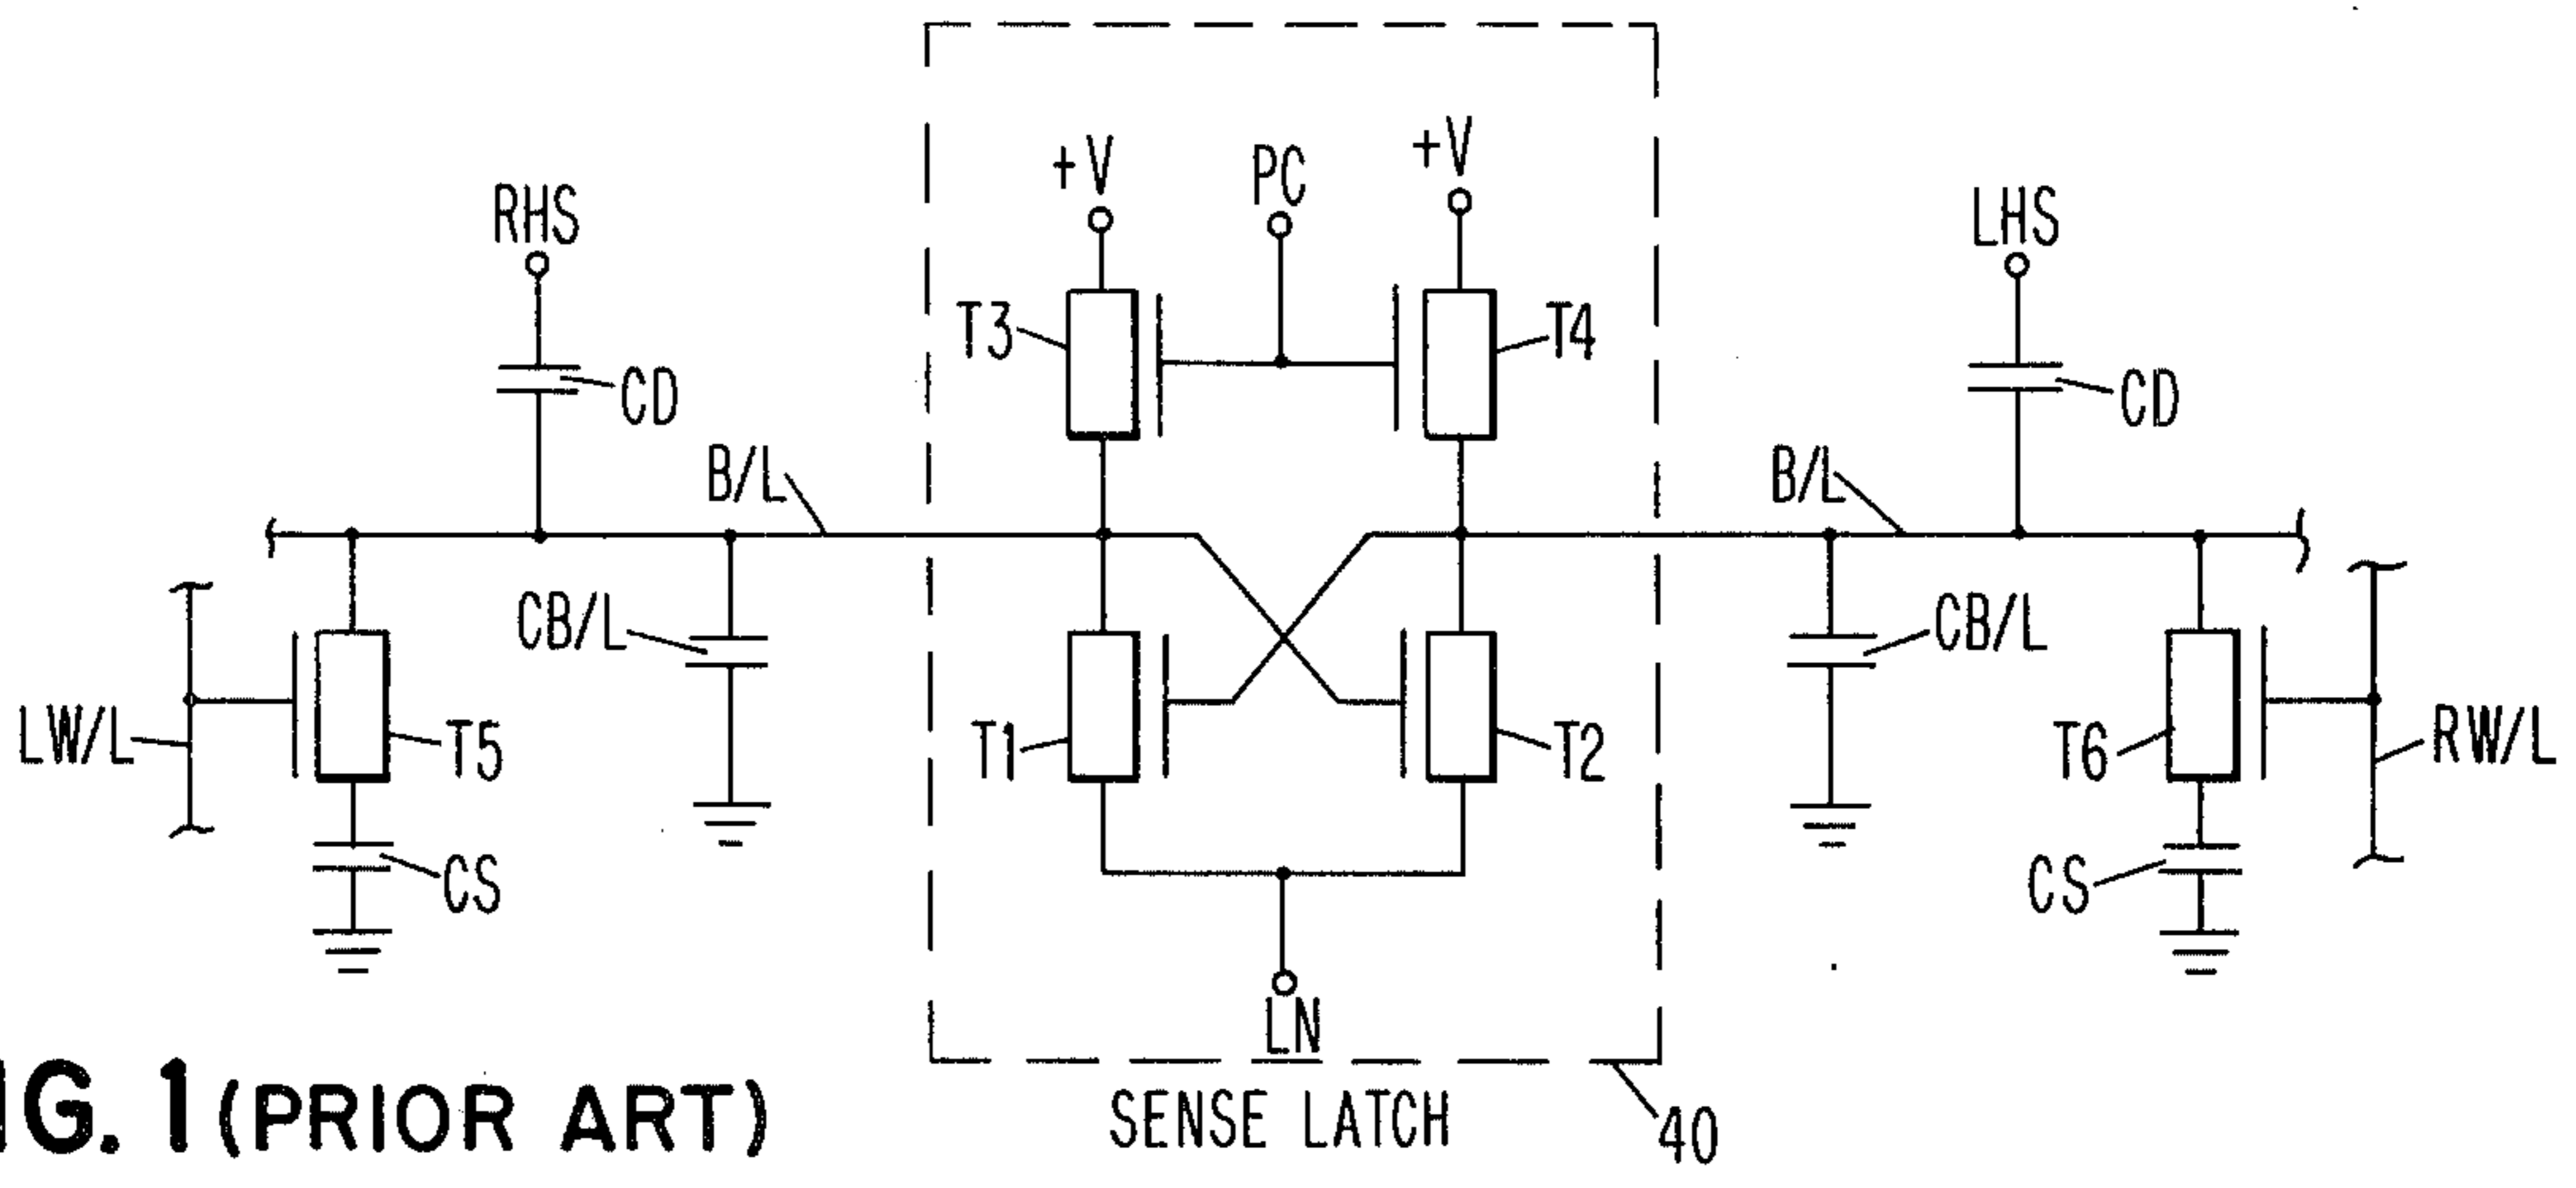 +V
PC
+V
RHS
LHS
T3
T4
CD
CD
B/L
B/L
CB/L
CB/L
LW/L
T5
T1
T2
T6
RW/L
CS
CS
LN
IG. 1 (PRIOR ART)
SENSE LATCH
40